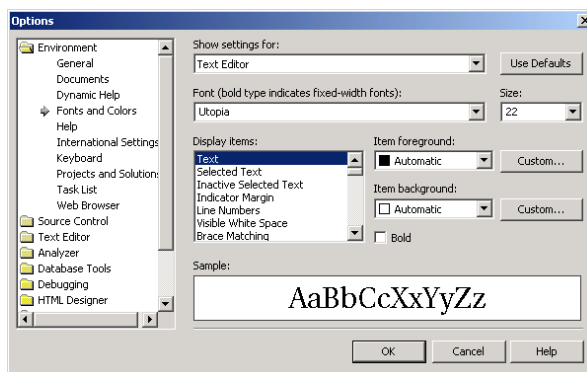 Options
Environment
General
Documents
Dynamic Help
Fonts and Colors
Help
International Settings
Keyboard
Projects and Solution
Task List
Web Browser
Source Control
Text Editor
Analyzer
Database Tools
Debugging
HTML Designer
Show settings for:
Text Editor
Use Defaults
Font (bold type indicates fixed-width fonts):
Utopia
Size:
22
Display items:
Text
Selected Text
Inactive Selected Text
Indicator Margin
Line Numbers
Visible White Space
Brace Matching
Item foreground:
Automatic
Custom...
Item background:
Automatic
Custom...
Bold
Sample:
AaBbCcXxYyZz
OK
Cancel
Help